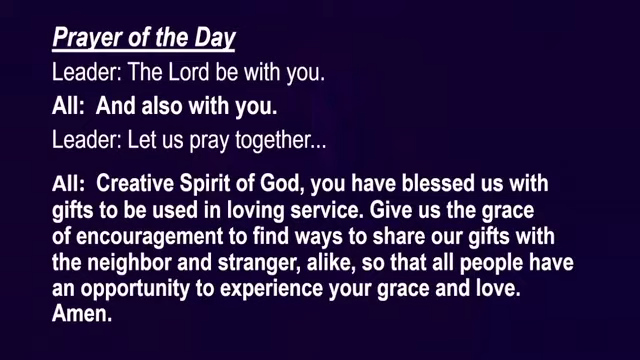 Prayer of the Day
Leader: The Lord be with you.
All:  And also with you.
Leader: Let us pray together...
All:  Creative Spirit of God, you have blessed us with
gifts to be used in loving service. Give us the grace
of encouragement to find ways to share our gifts with
the neighbor and stranger, alike, so that all people have
an opportunity to experience your grace and love.
Amen.